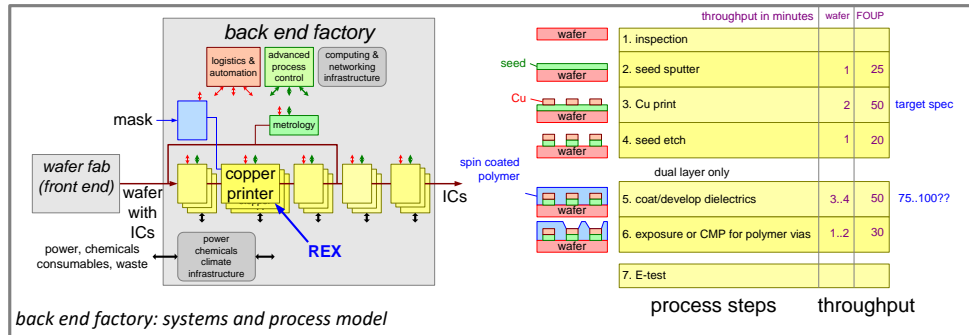 back end factory
logistics &
automation
advanced
process
control
computing &
networking
infrastructure
mask
metrology
wafer fab
(front end)
copper
printer
wafer
with
ICs
ICs
REX
power, chemicals
consumables, waste
power
chemicals
climate
infrastructure
back end factory: systems and process model
throughput in minutes wafer FOUP
wafer 1. inspection
seed
wafer 2. seed sputter 1 25
Cu
wafer 3. Cu print 2 50 target spec
wafer 4. seed etch 1 20
spin coated
polymer
dual layer only
wafer 5. coat/develop dielectrics 3..4 50 75..100??
wafer 6. exposure or CMP for polymer vias 1..2 30
7. E-test
process steps throughput